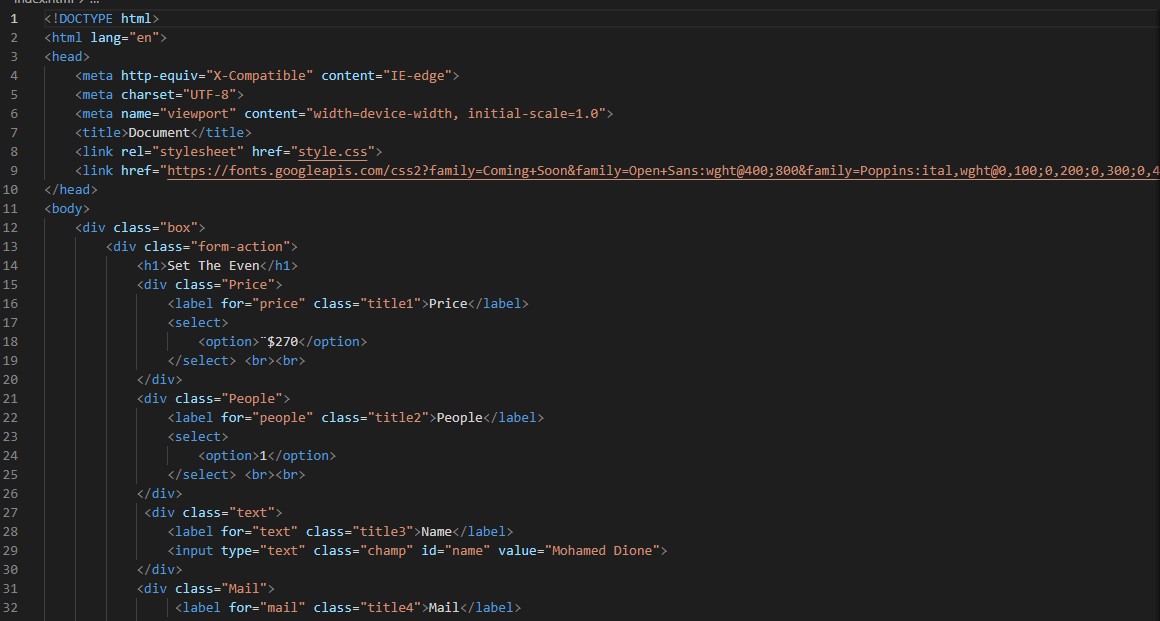 index.html > ...
1 <!DOCTYPE html>
2 <html lang="en">
3 <head>
4 <meta http-equiv="X-Compatible" content="IE-edge">
5 <meta charset="UTF-8">
6 <meta name="viewport" content="width=device-width, initial-scale=1.0">
7 <title>Document</title>
8 <link rel="stylesheet" href="style.css">
9 <link href="https://fonts.googleapis.com/css2?family=Coming+Soon&family=Open+Sans:wght@400;800&family=Poppins:ital,wght@0,100;0,200;0,300;0,4
10 </head>
11 <body>
12 <div class="box">
13 <div class="form-action">
14 <h1>Set The Even</h1>
15 <div class="Price">
16 <label for="price" class="title1">Price</label>
17 <select>
18 <option>¨$270</option>
19 </select> <br><br>
20 </div>
21 <div class="People">
22 <label for="people" class="title2">People</label>
23 <select>
24 <option>1</option>
25 </select> <br><br>
26 </div>
27 <div class="text">
28 <label for="text" class="title3">Name</label>
29 <input type="text" class="champ" id="name" value="Mohamed Dione">
30 </div>
31 <div class="Mail">
32 <label for="mail" class="title4">Mail</label>